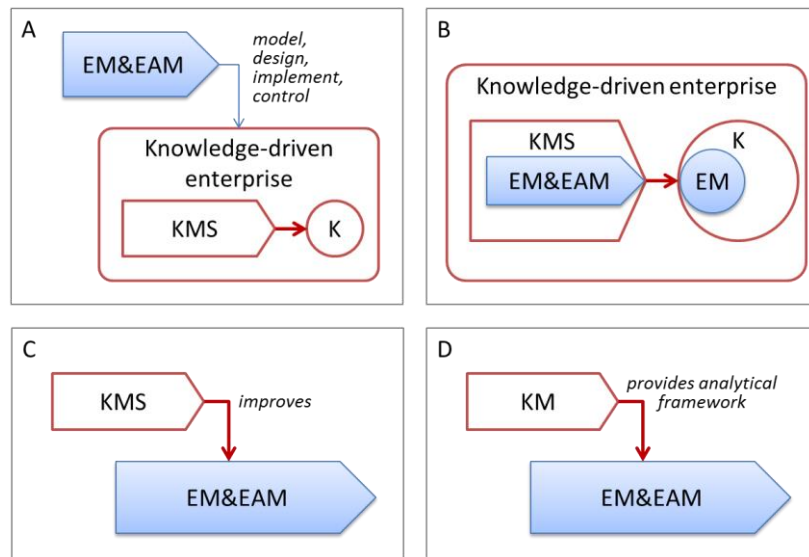 A
EM&EAM
model,
design,
implement,
control
Knowledge-driven
enterprise
KMS
K
B
Knowledge-driven enterprise
KMS
K
EM&EAM
EM
C
KMS
improves
EM&EAM
D
KM
provides analytical
framework
EM&EAM